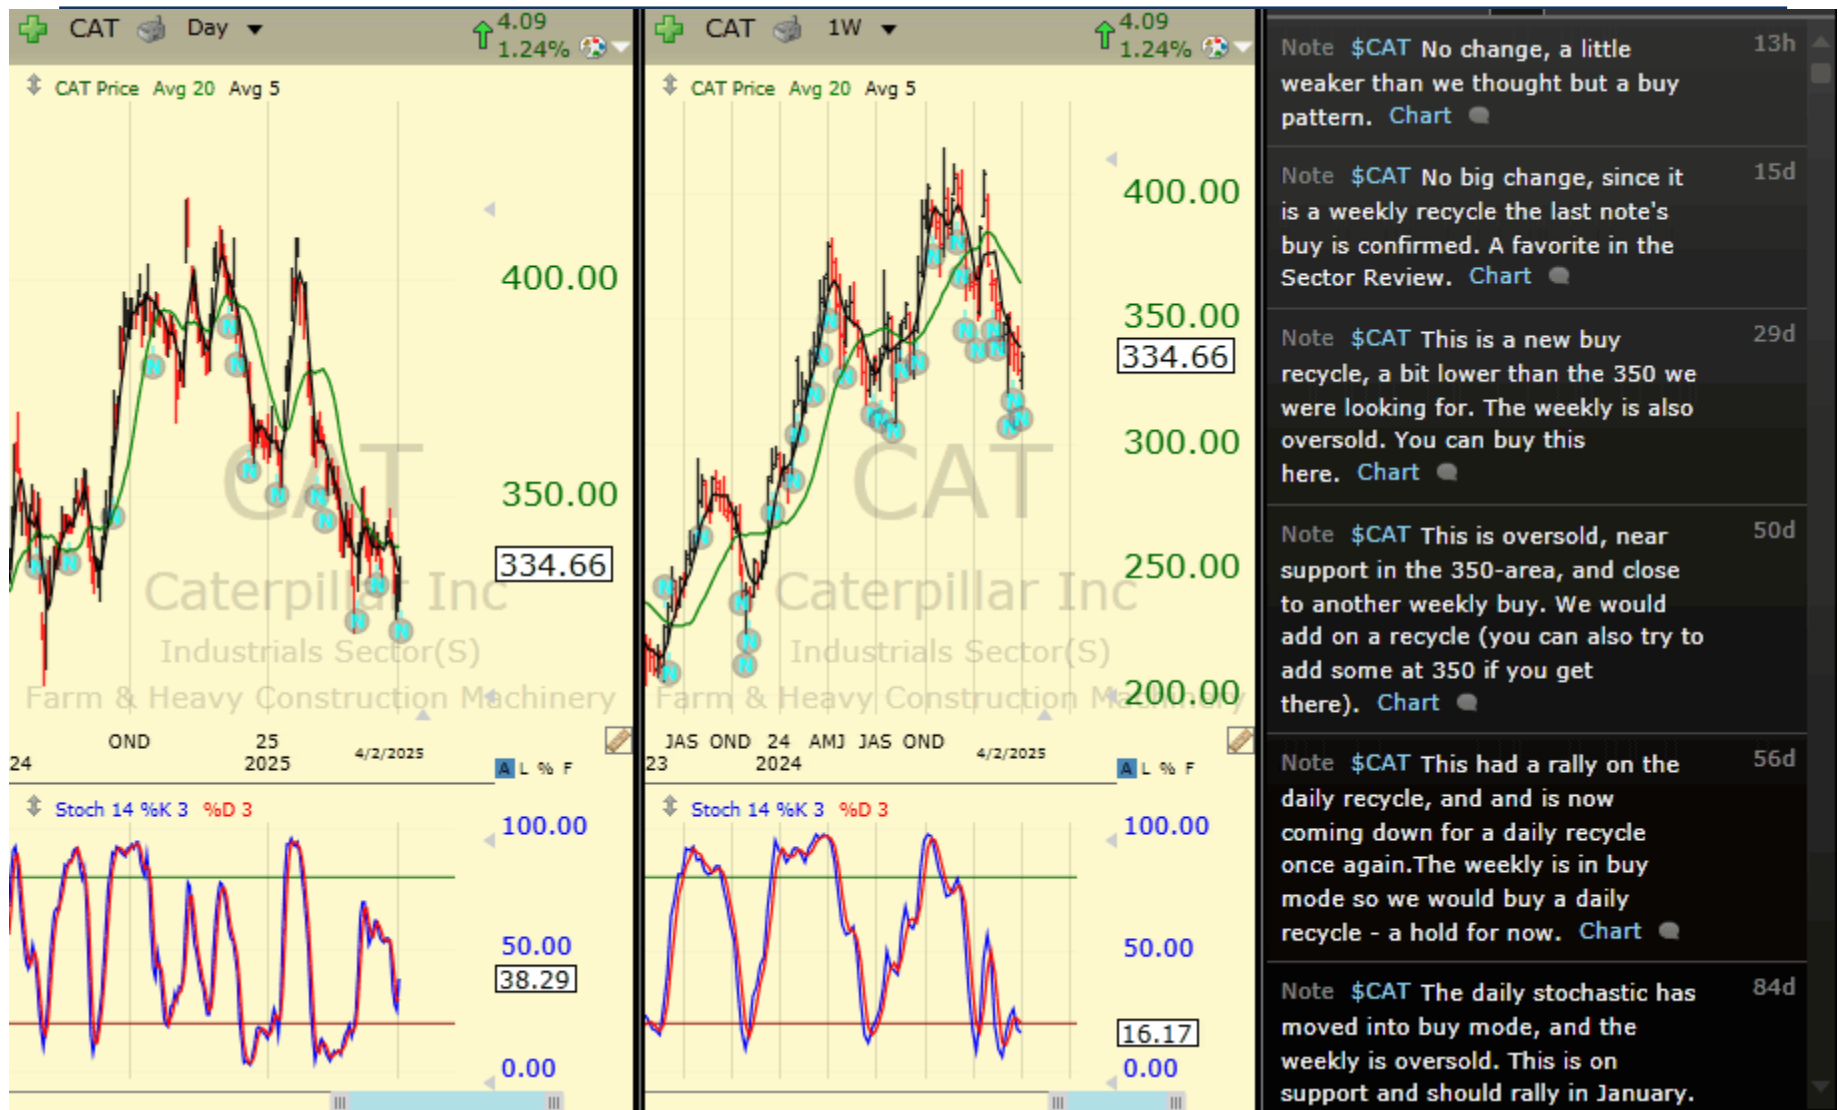 CAT Day 4.09
1.24%
CAT Price Avg 20 Avg 5
400.00
350.00
334.66
CAT
Caterpillar Inc
Industrials Sector(S)
Farm & Heavy Construction Machinery
N N N N N N N N N N N N N N
OND 25 4/2/2025
24 2025
A L % F
Stoch 14 %K 3 %D 3
100.00
50.00
38.29
0.00
CAT 1W 4.09
1.24%
CAT Price Avg 20 Avg 5
400.00
350.00
334.66
300.00
250.00
200.00
CAT
Caterpillar Inc
Industrials Sector(S)
Farm & Heavy Construction Machinery
JAS OND 24 AMJ JAS OND 4/2/2025
23 2024
A L % F
Stoch 14 %K 3 %D 3
100.00
50.00
16.17
0.00
Note $CAT No change, a little 13h
weaker than we thought but a buy
pattern. Chart
Note $CAT No big change, since it 15d
is a weekly recycle the last note's
buy is confirmed. A favorite in the
Sector Review. Chart
Note $CAT This is a new buy 29d
recycle, a bit lower than the 350 we
were looking for. The weekly is also
oversold. You can buy this
here. Chart
Note $CAT This is oversold, near 50d
support in the 350-area, and close
to another weekly buy. We would
add on a recycle (you can also try to
add some at 350 if you get
there). Chart
Note $CAT This had a rally on the 56d
daily recycle, and and is now
coming down for a daily recycle
once again.The weekly is in buy
mode so we would buy a daily
recycle - a hold for now. Chart
Note $CAT The daily stochastic has 84d
moved into buy mode, and the
weekly is oversold. This is on
support and should rally in January.